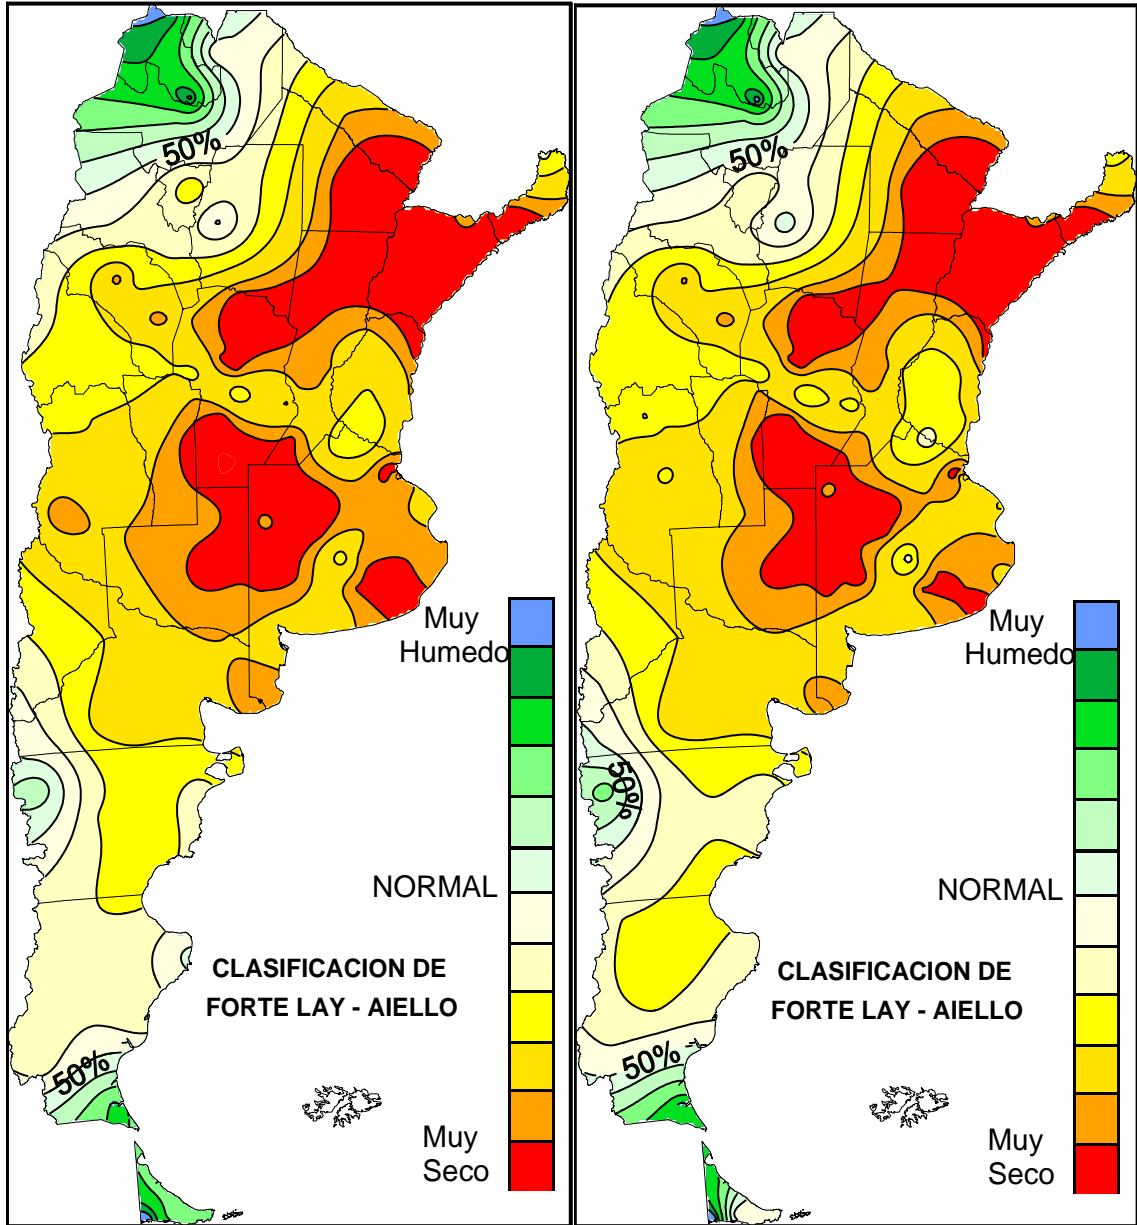 50%
Muy
Humedo
NORMAL
CLASIFICACION DE
FORTE LAY - AIELLO
50%
Muy
Seco
50%
Muy
Humedo
50%
NORMAL
CLASIFICACION DE
FORTE LAY - AIELLO
50%
Muy
Seco